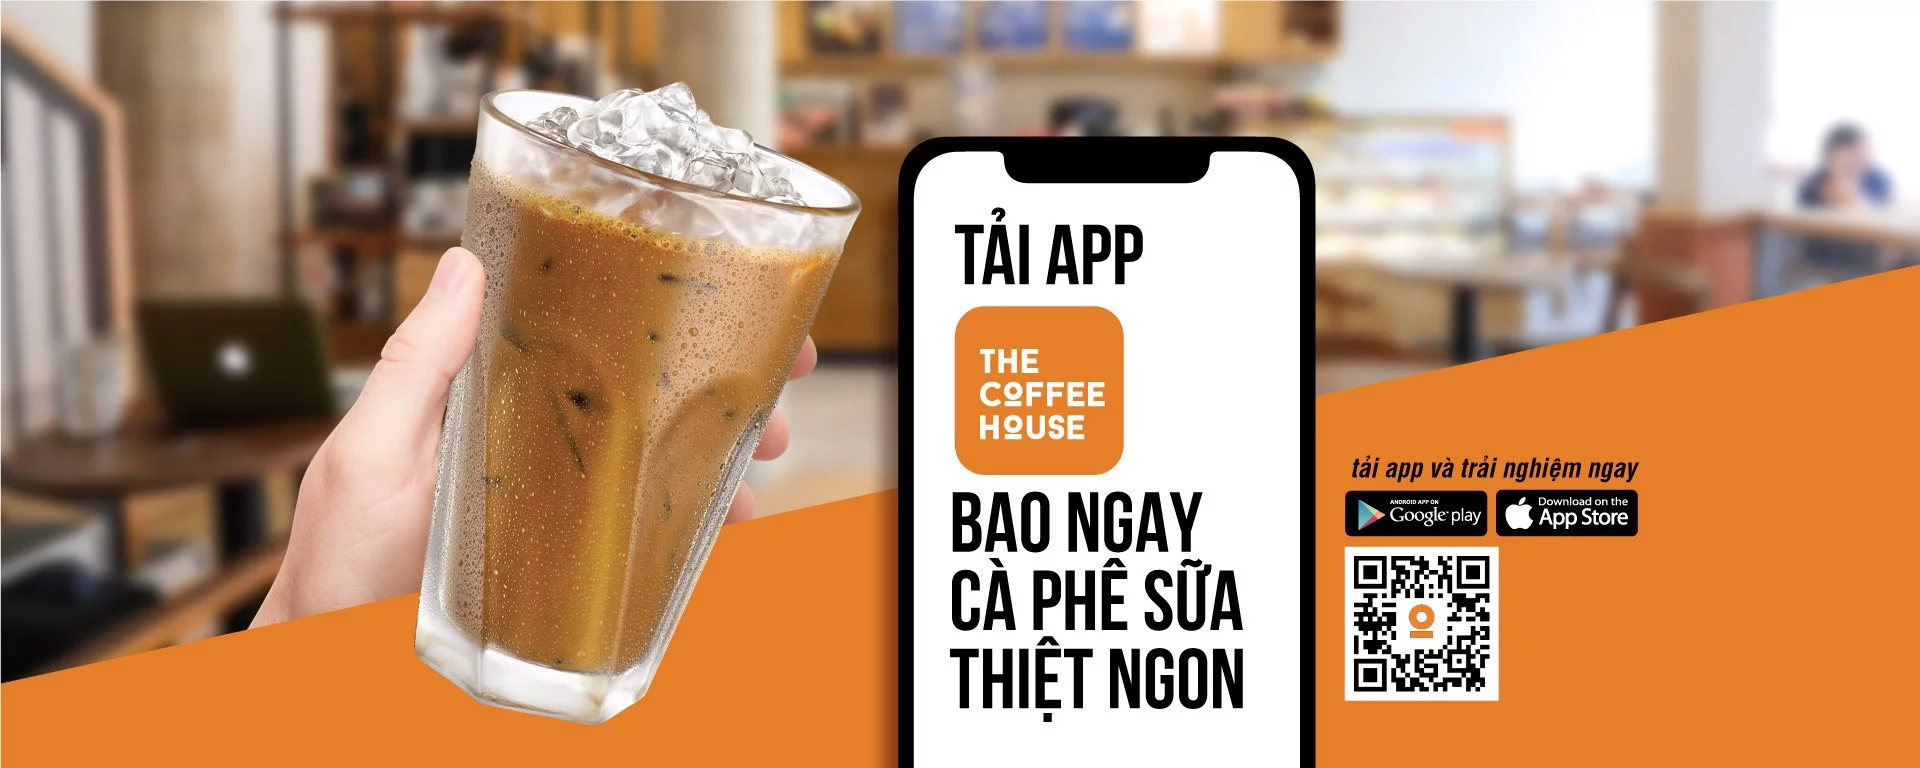 TẢI APP
THE
COFFEE
HOUSE
BAO NGAY
CÀ PHÊ SỮA
THIỆT NGON
tải app và trải nghiệm ngay
ANDROID APP ON
Google play
Download on the
App Store